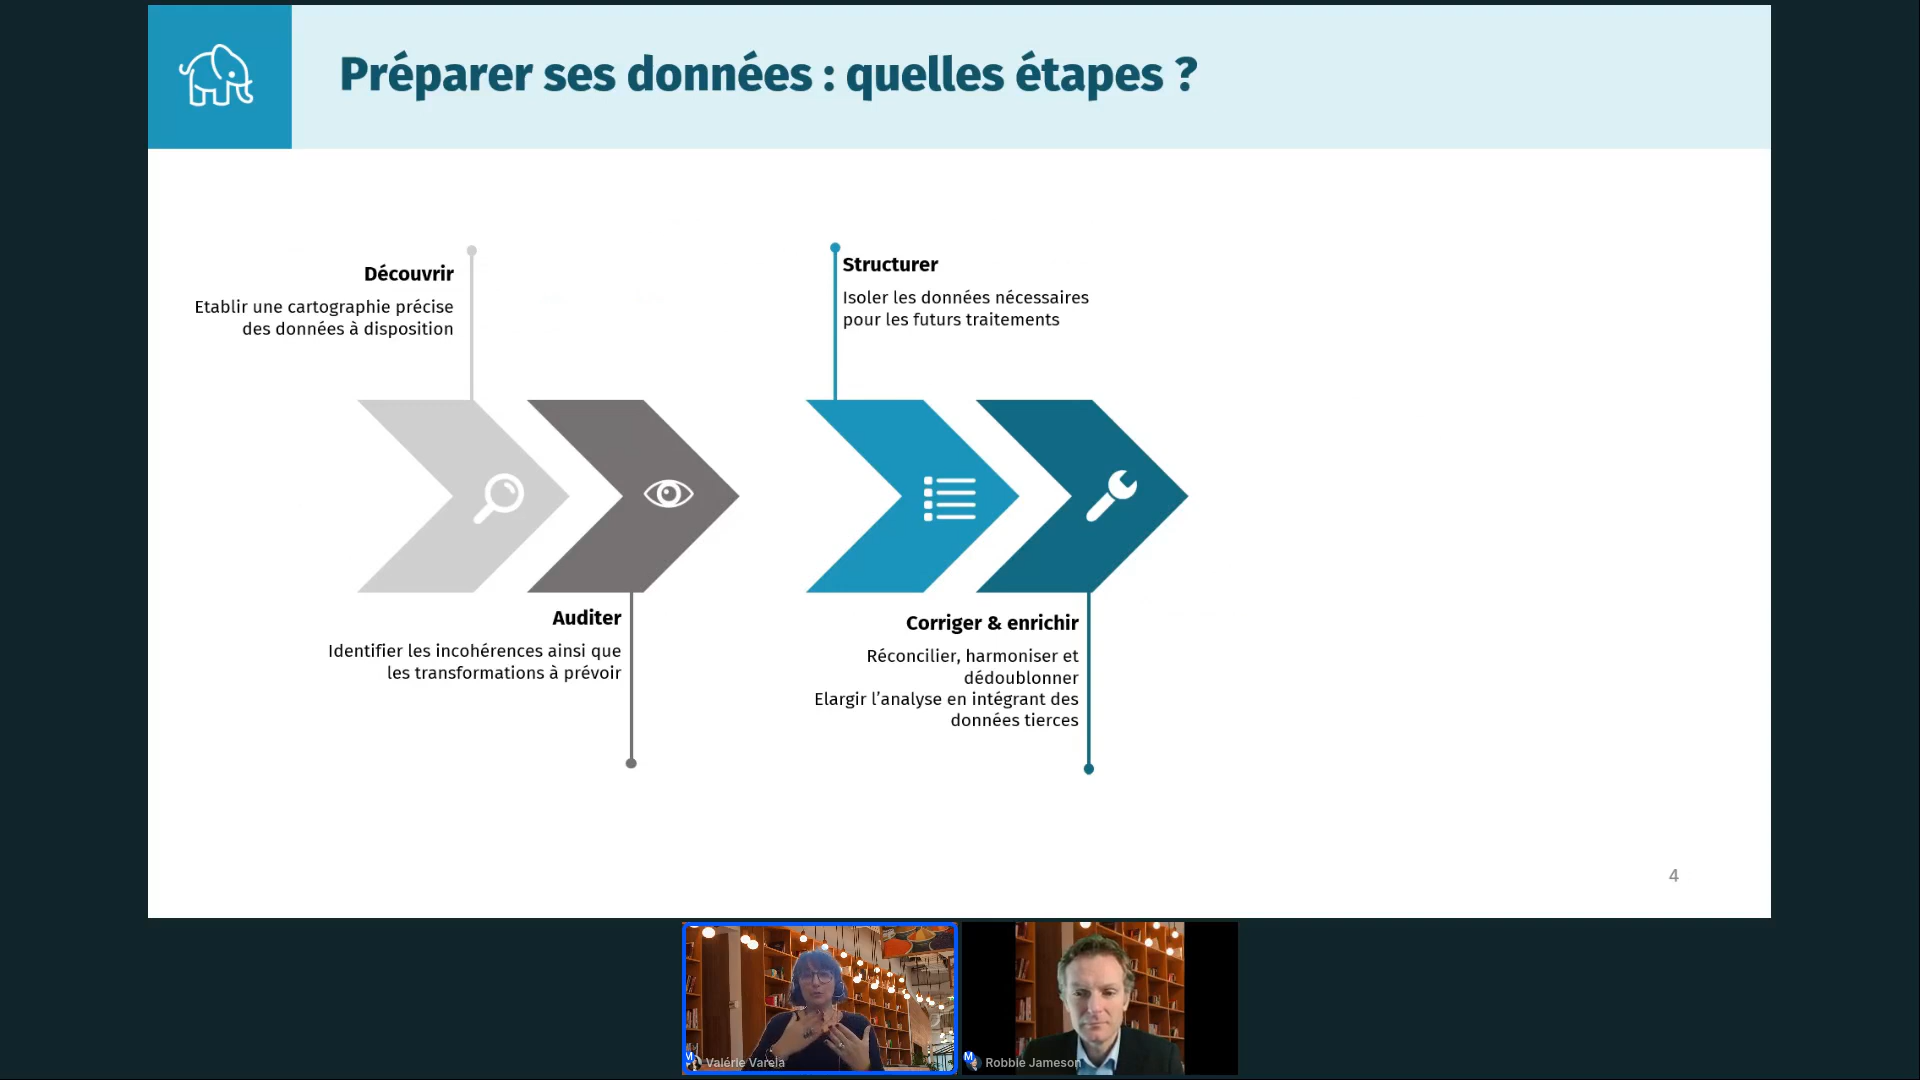 Préparer ses données : quelles étapes ?
Découvrir
Etablir une cartographie précise
des données à disposition
Structurer
Isoler les données nécessaires
pour les futurs traitements
Auditer
Identifier les incohérences ainsi que
les transformations à prévoir
Corriger & enrichir
Réconcilier, harmoniser et
dédoublonner
Elargir l’analyse en intégrant des
données tierces
4
M
Valérie Varela
M
Robbie Jameson